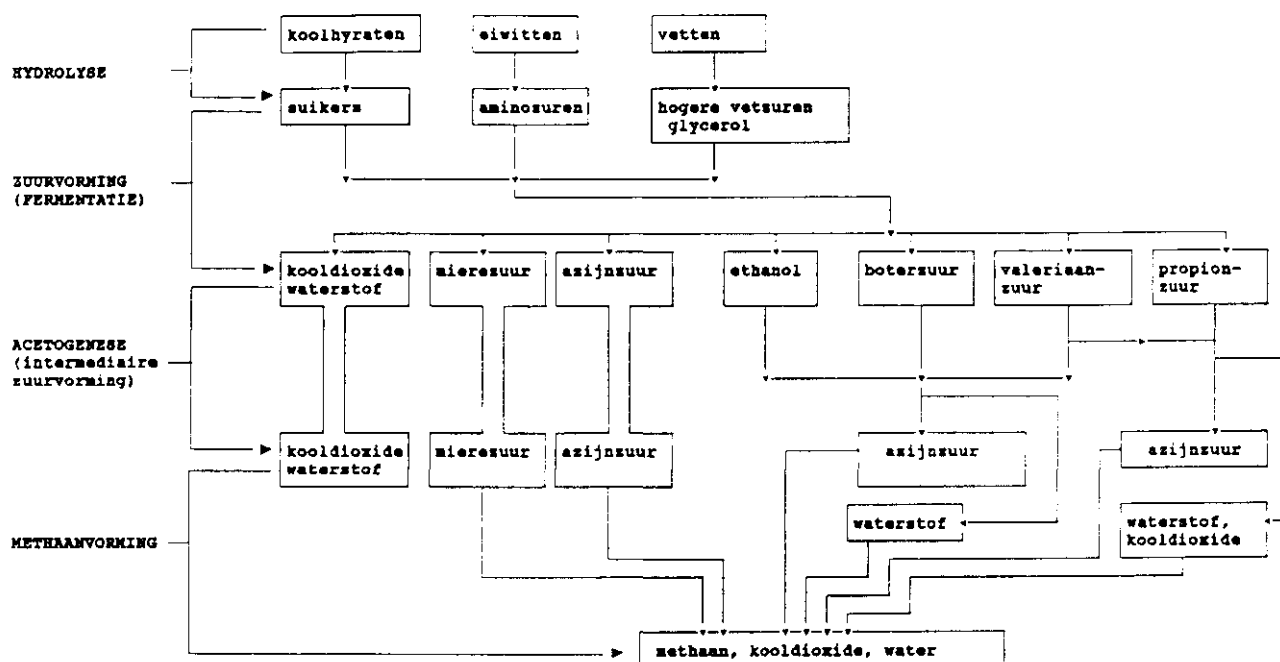 koolhyraten
eiwitten
vetten
HYDROLYSE
suikers
aminozuren
hogere vetzuren
glycerol
ZUURVORMING
(FERMENTATIE)
kooldioxide
waterstof
mierezuur
azijnzuur
ethanol
boterzuur
valeriaan-
zuur
propion-
zuur
ACETOGENESE
(intermediaire
zuurvorming)
kooldioxide
waterstof
mierezuur
azijnzuur
azijnzuur
azijnzuur
METHAANVORMING
waterstof
waterstof,
kooldioxide
methaan, kooldioxide, water